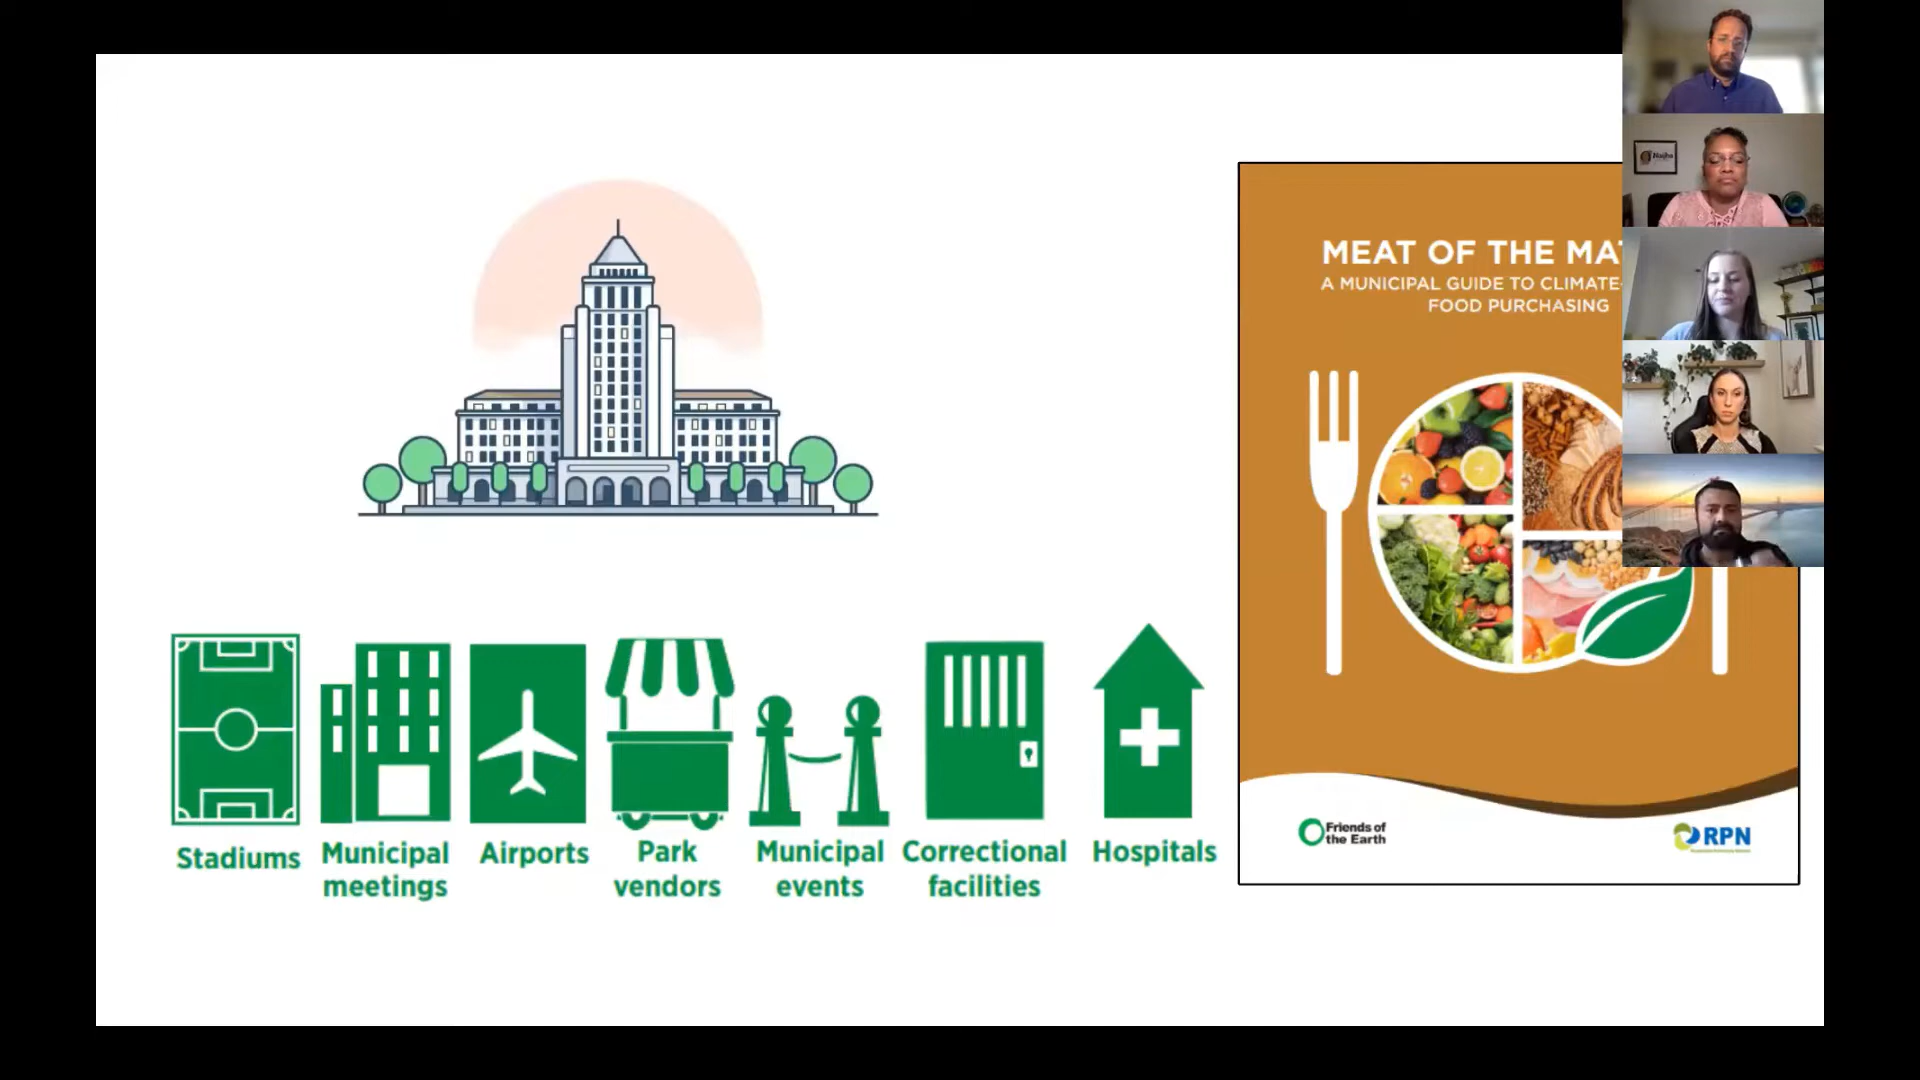 MEAT OF THE MA
A MUNICIPAL GUIDE TO CLIMATE-
FOOD PURCHASING
Stadiums
Municipal
meetings
Airports
Park
vendors
Municipal
events
Correctional
facilities
Hospitals
Friends of
the Earth
RPN